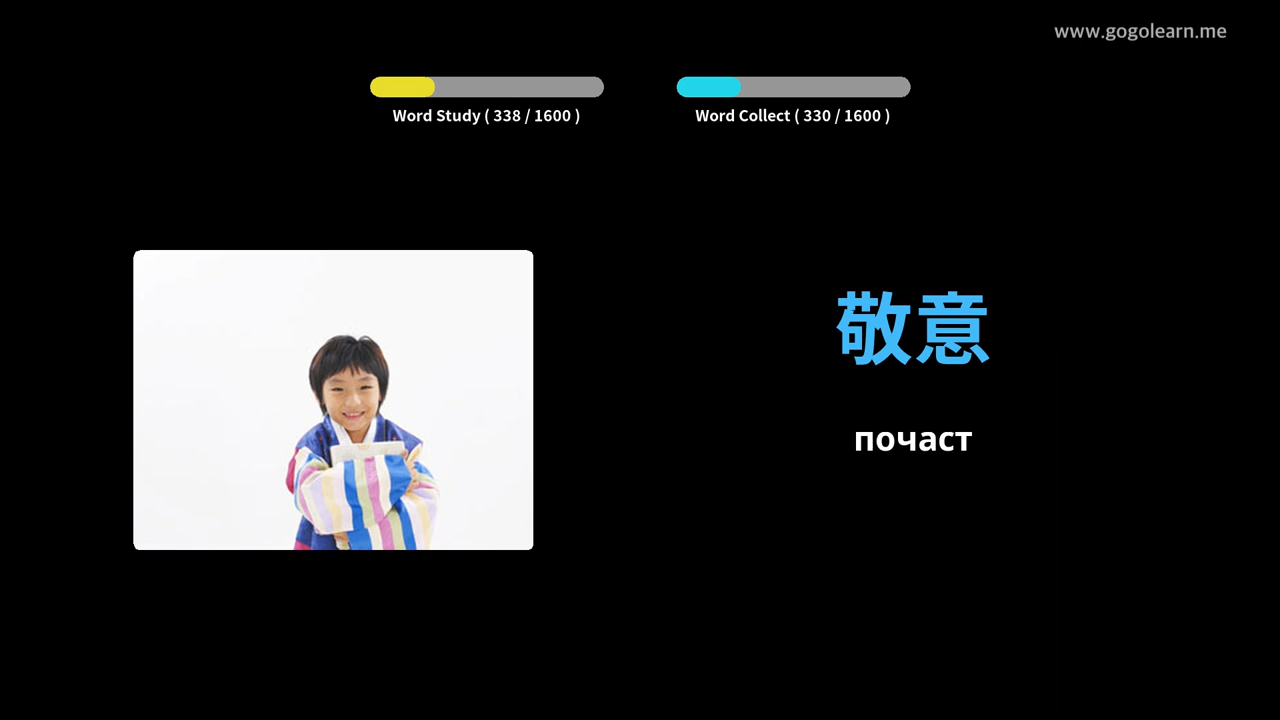 www.gogolearn.me
Word Study ( 338 / 1600 )
Word Collect ( 330 / 1600 )
敬意
почаст